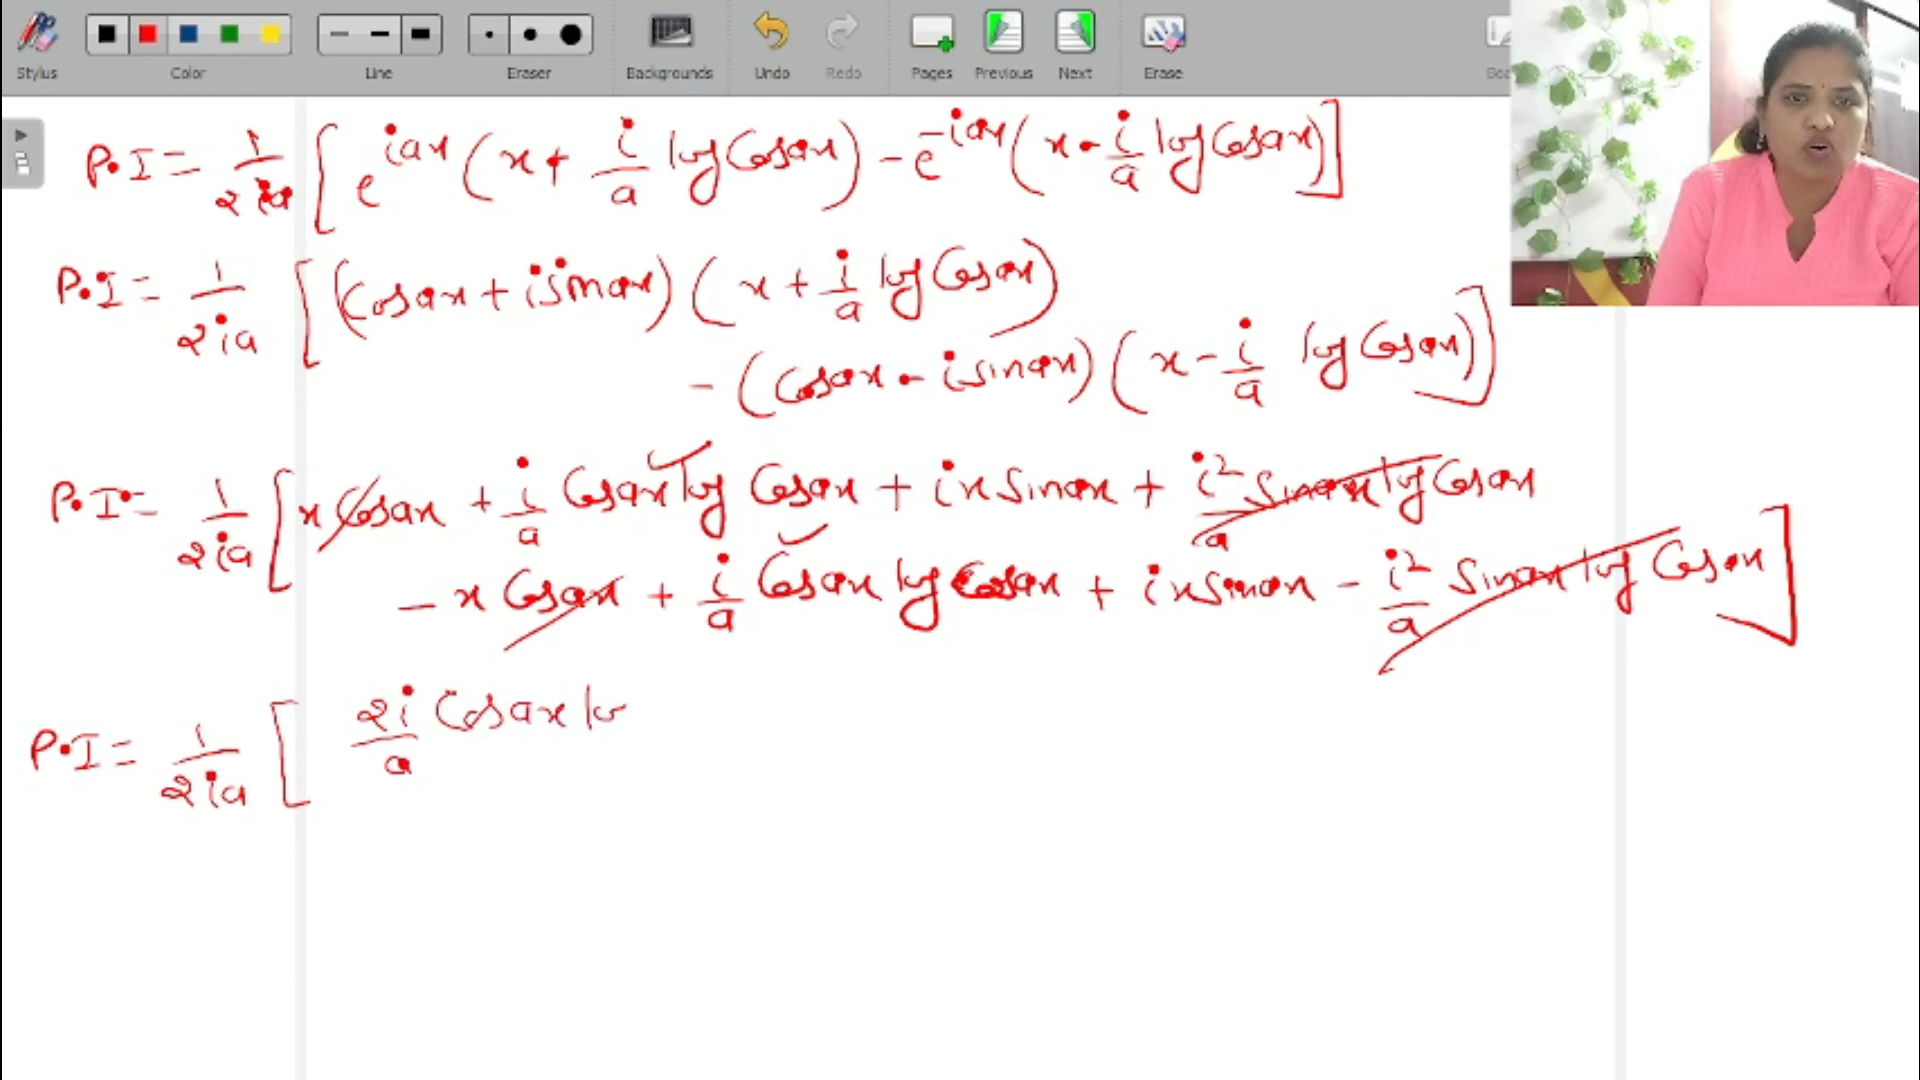 Stylus Color Line Eraser Backgrounds Undo Redo Pages Previous Next Erase
P.I = 1/2ia [e^iax (x + i/a log Cosax) - e^-iax (x - i/a log Cosax)]
P.I = 1/2ia [(Cosax + isinax) (x + i/a log Cosax)
- (Cosax - isinax) (x - i/a log Cosax)]
P.I = 1/2ia [x Cosax + i/a Cosax log Cosax + ix Sinax + i²/a Sinax log Cosax
- x Cosax + i/a Cosax log Cosax + ix Sinax - i²/a Sinax log Cosax]
P.I = 1/2ia [ 2i/a Cosax lo